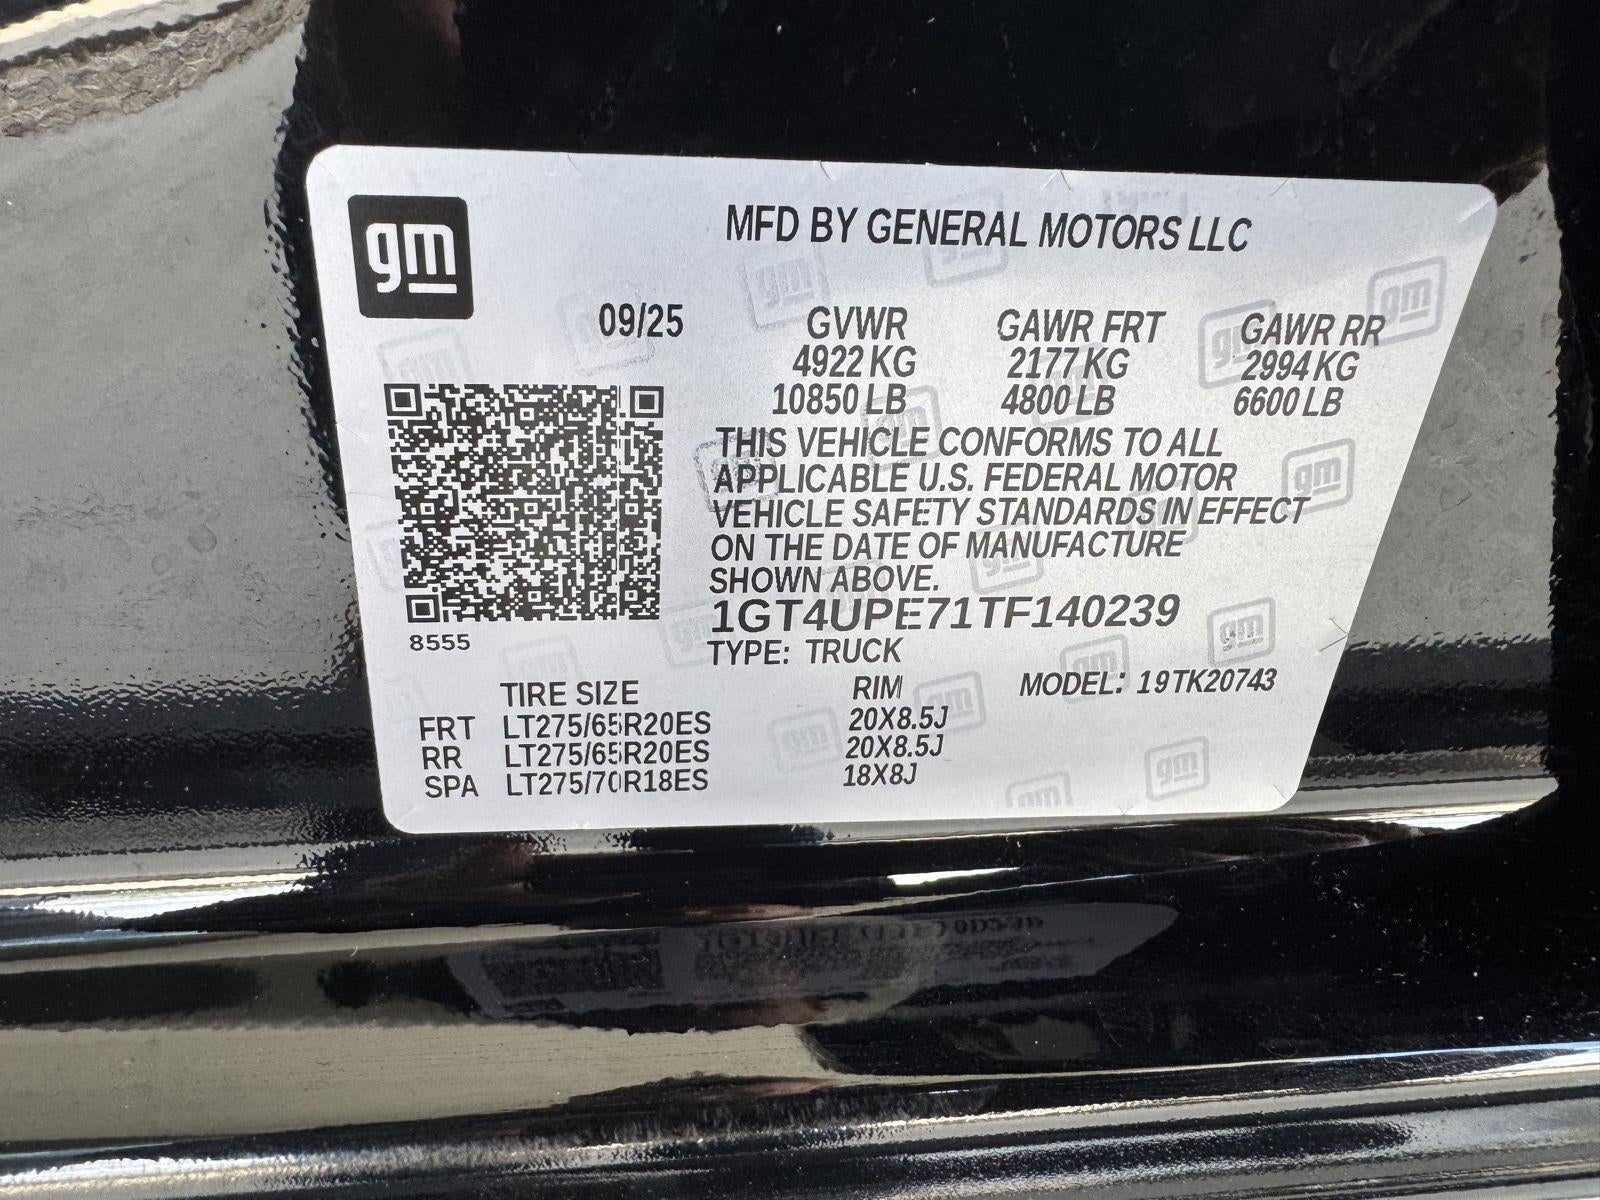 gm
MFD BY GENERAL MOTORS LLC
09/25 GVWR GAWR FRT GAWR RR
4922 KG 2177 KG 2994 KG
10850 LB 4800 LB 6600 LB
THIS VEHICLE CONFORMS TO ALL
APPLICABLE U.S. FEDERAL MOTOR
VEHICLE SAFETY STANDARDS IN EFFECT
ON THE DATE OF MANUFACTURE
SHOWN ABOVE.
1GT4UPE71TF140239
8555
TYPE: TRUCK
TIRE SIZE RIM MODEL: 19TK20743
FRT LT275/65R20ES 20X8.5J
RR LT275/65R20ES 20X8.5J
SPA LT275/70R18ES 18X8J